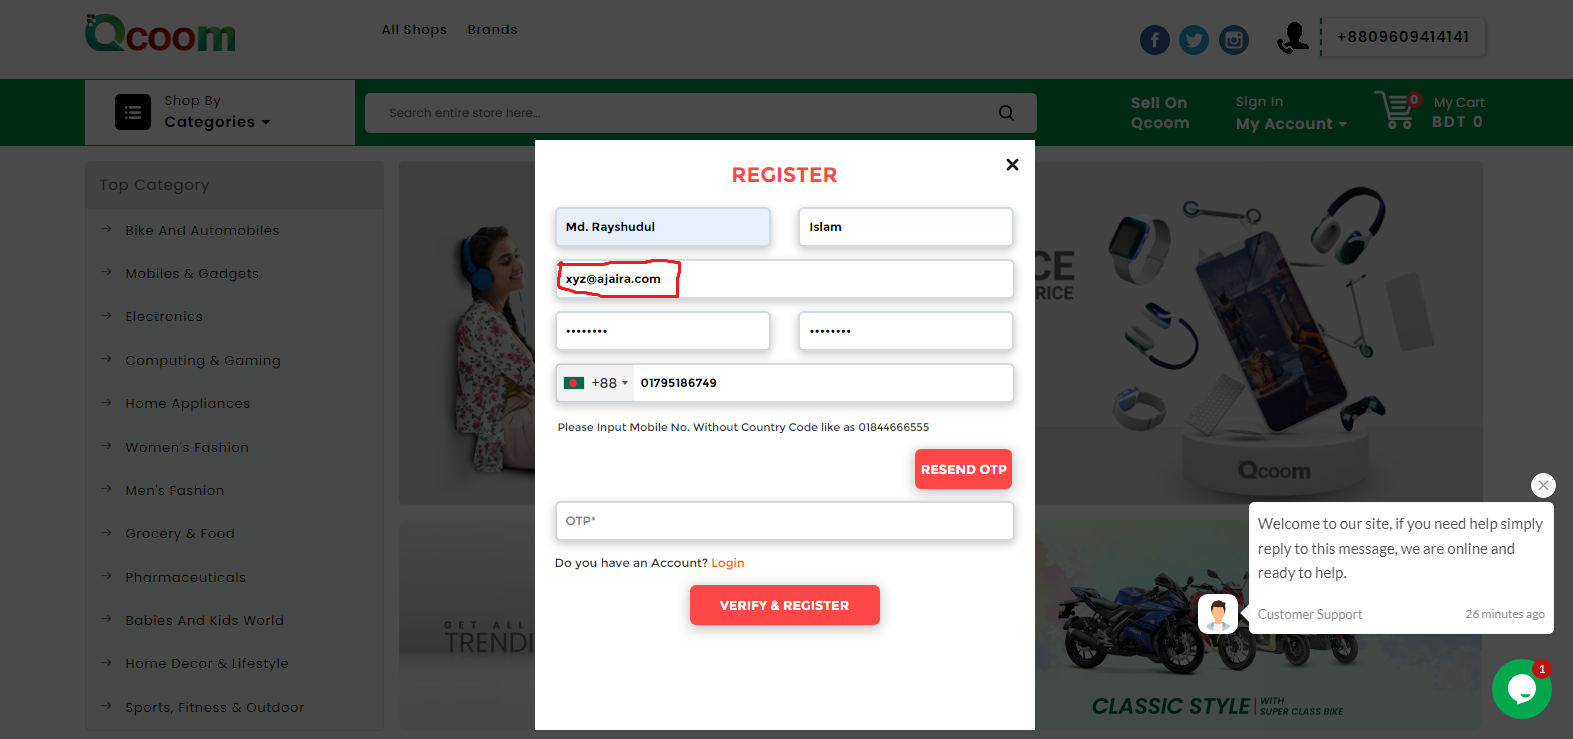 Qcoom
All Shops Brands
+8809609414141
Shop By
Categories
Search entire store here...
Sell On
Qcoom
Sign In
My Account
0
My Cart
BDT 0
Top Category
Bike And Automobiles
Mobiles & Gadgets
Electronics
Computing & Gaming
Home Appliances
Women's Fashion
Men's Fashion
Grocery & Food
Pharmaceuticals
Babies And Kids World
Home Decor & Lifestyle
Sports, Fitness & Outdoor
REGISTER
Md. Rayshudul
Islam
xyz@ajaira.com
••••••••
••••••••
+88
01795186749
Please Input Mobile No. Without Country Code like as 01844666555
RESEND OTP
OTP*
Do you have an Account? Login
VERIFY & REGISTER
GET ALL
Qcoom
Welcome to our site, if you need help simply
reply to this message, we are online and
ready to help.
Customer Support
26 minutes ago
CLASSIC STYLE
WITH
SUPER CLASS BIKE
1